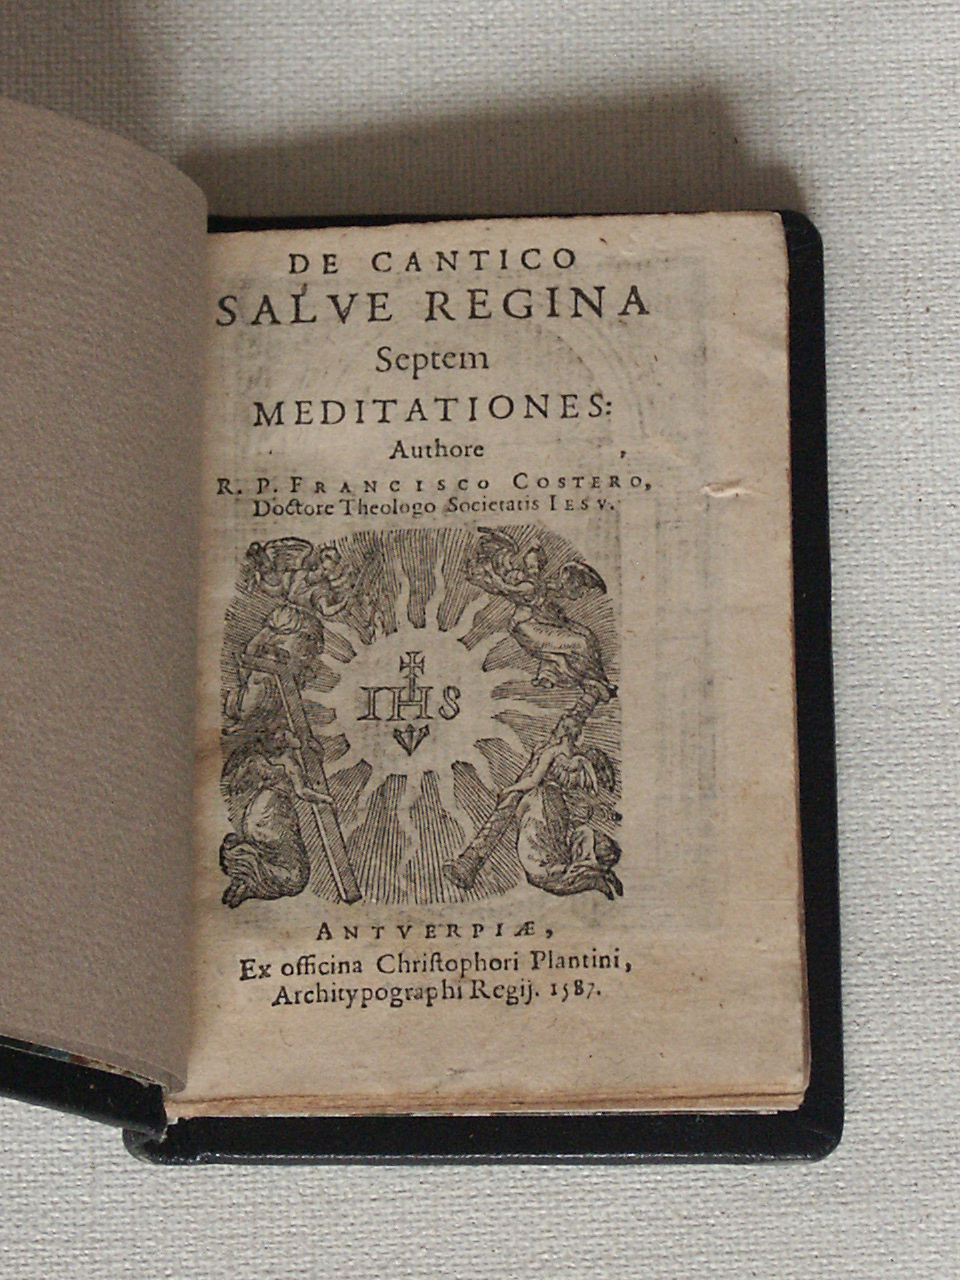 DE CANTICO
SALVE REGINA
Septem
MEDITATIONES:
Authore
R. P. FRANCISCO COSTERO,
Doctore Theologo Societatis IESV.
IHS
ANTVERPIÆ,
Ex officina Christophori Plantini,
Architypographi Regij. 1587.